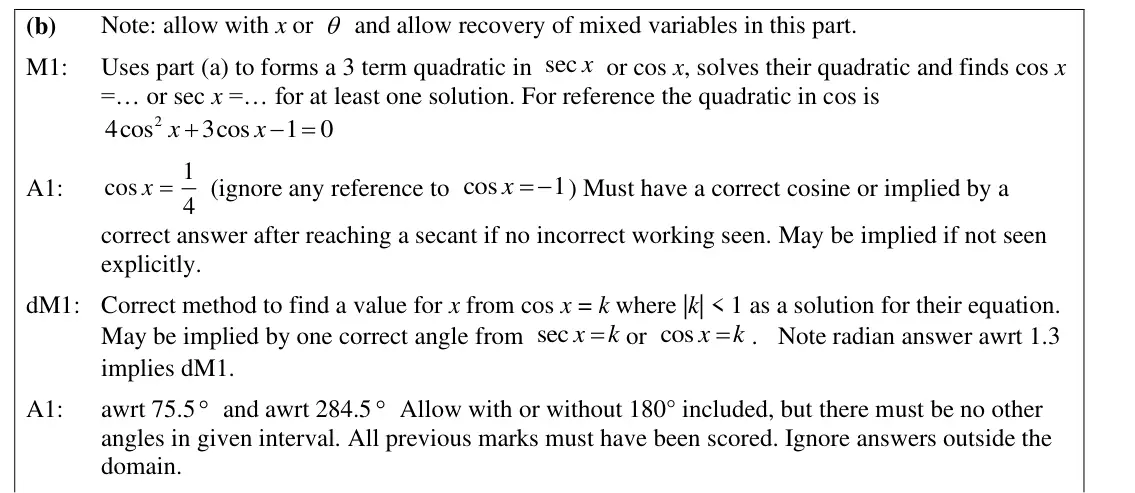 (b) Note: allow with x or θ and allow recovery of mixed variables in this part.
M1: Uses part (a) to forms a 3 term quadratic in sec x or cos x, solves their quadratic and finds cos x
=… or sec x =… for at least one solution. For reference the quadratic in cos is
4cos² x+3cos x−1=0
A1: cos x = 1/4 (ignore any reference to cos x = −1) Must have a correct cosine or implied by a
correct answer after reaching a secant if no incorrect working seen. May be implied if not seen
explicitly.
dM1: Correct method to find a value for x from cos x = k where |k| < 1 as a solution for their equation.
May be implied by one correct angle from sec x = k or cos x = k . Note radian answer awrt 1.3
implies dM1.
A1: awrt 75.5° and awrt 284.5° Allow with or without 180° included, but there must be no other
angles in given interval. All previous marks must have been scored. Ignore answers outside the
domain.